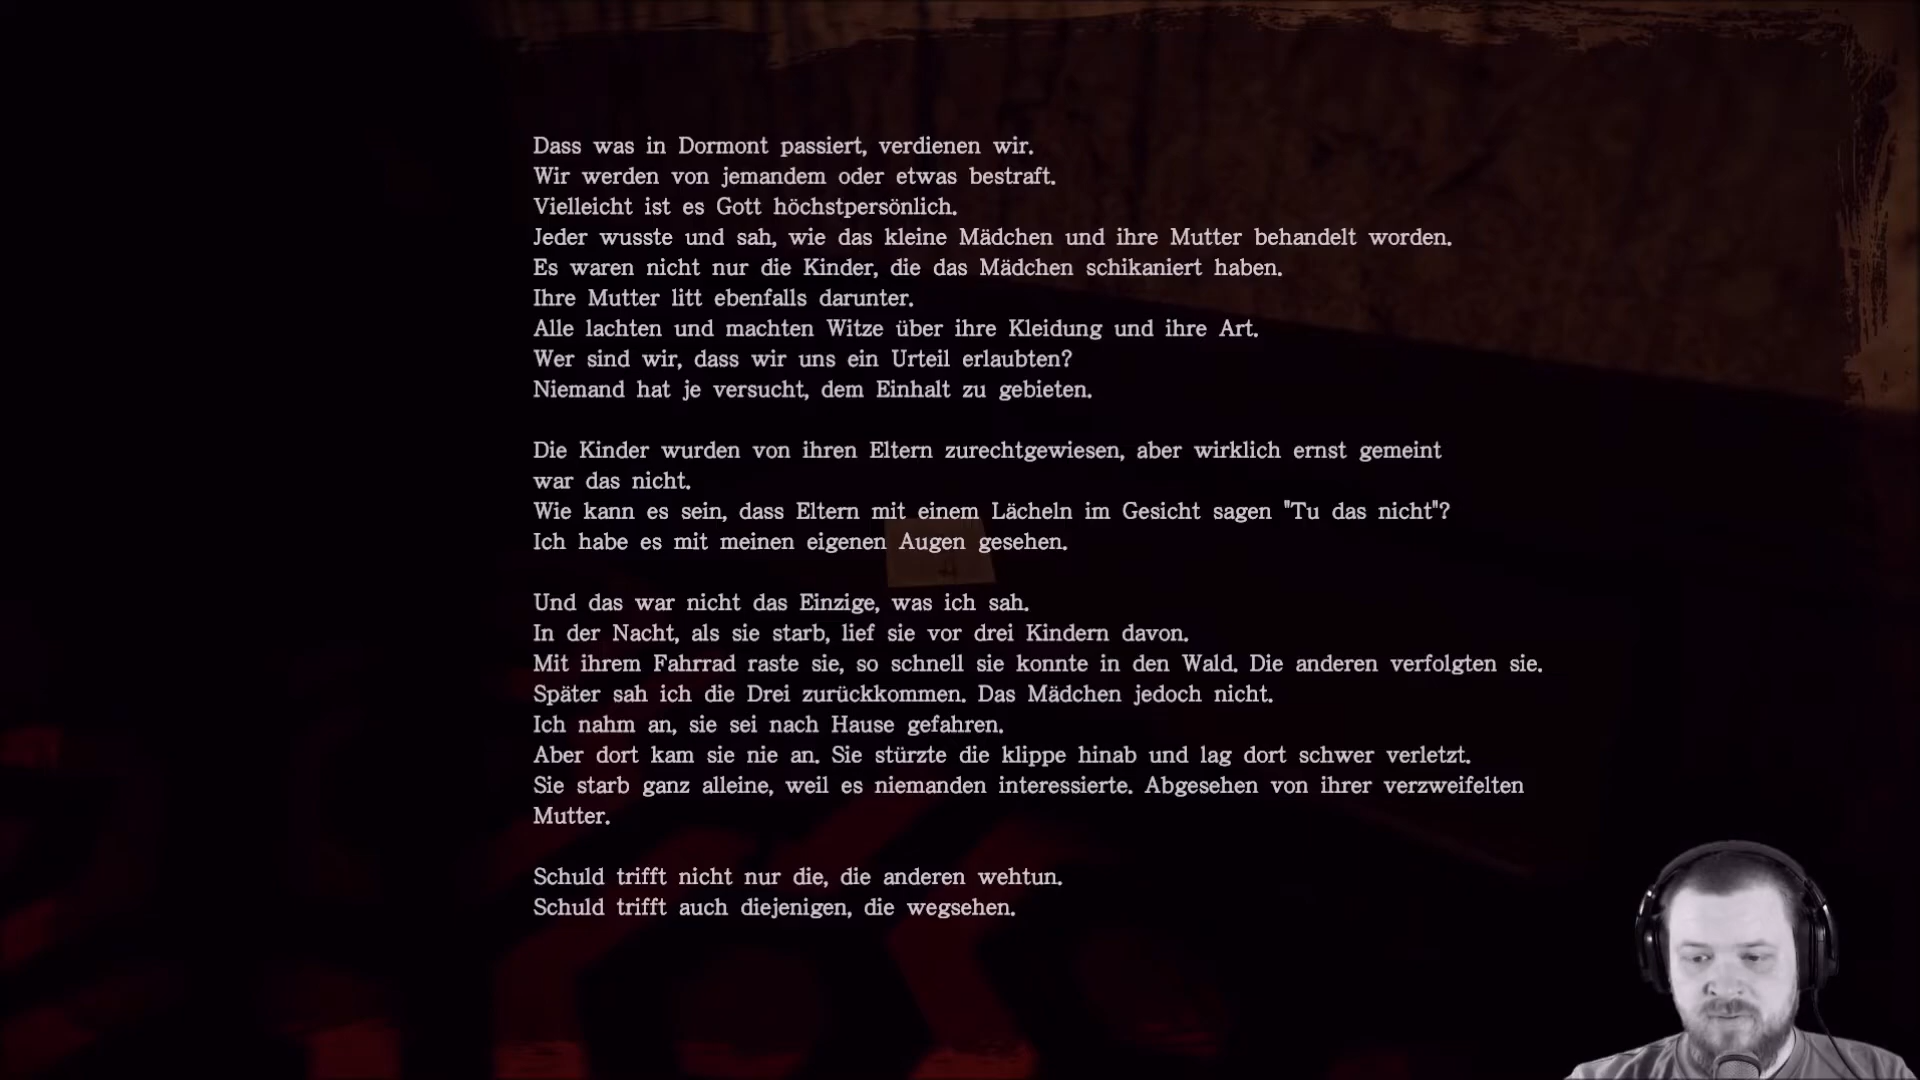 Dass was in Dormont passiert, verdienen wir.
Wir werden von jemandem oder etwas bestraft.
Vielleicht ist es Gott höchstpersönlich.
Jeder wusste und sah, wie das kleine Mädchen und ihre Mutter behandelt worden.
Es waren nicht nur die Kinder, die das Mädchen schikaniert haben.
Ihre Mutter litt ebenfalls darunter.
Alle lachten und machten Witze über ihre Kleidung und ihre Art.
Wer sind wir, dass wir uns ein Urteil erlaubten?
Niemand hat je versucht, dem Einhalt zu gebieten.
Die Kinder wurden von ihren Eltern zurechtgewiesen, aber wirklich ernst gemeint
war das nicht.
Wie kann es sein, dass Eltern mit einem Lächeln im Gesicht sagen "Tu das nicht"?
Ich habe es mit meinen eigenen Augen gesehen.
Und das war nicht das Einzige, was ich sah.
In der Nacht, als sie starb, lief sie vor drei Kindern davon.
Mit ihrem Fahrrad raste sie, so schnell sie konnte in den Wald. Die anderen verfolgten sie.
Später sah ich die Drei zurückkommen. Das Mädchen jedoch nicht.
Ich nahm an, sie sei nach Hause gefahren.
Aber dort kam sie nie an. Sie stürzte die klippe hinab und lag dort schwer verletzt.
Sie starb ganz alleine, weil es niemanden interessierte. Abgesehen von ihrer verzweifelten
Mutter.
Schuld trifft nicht nur die, die anderen wehtun.
Schuld trifft auch diejenigen, die wegsehen.